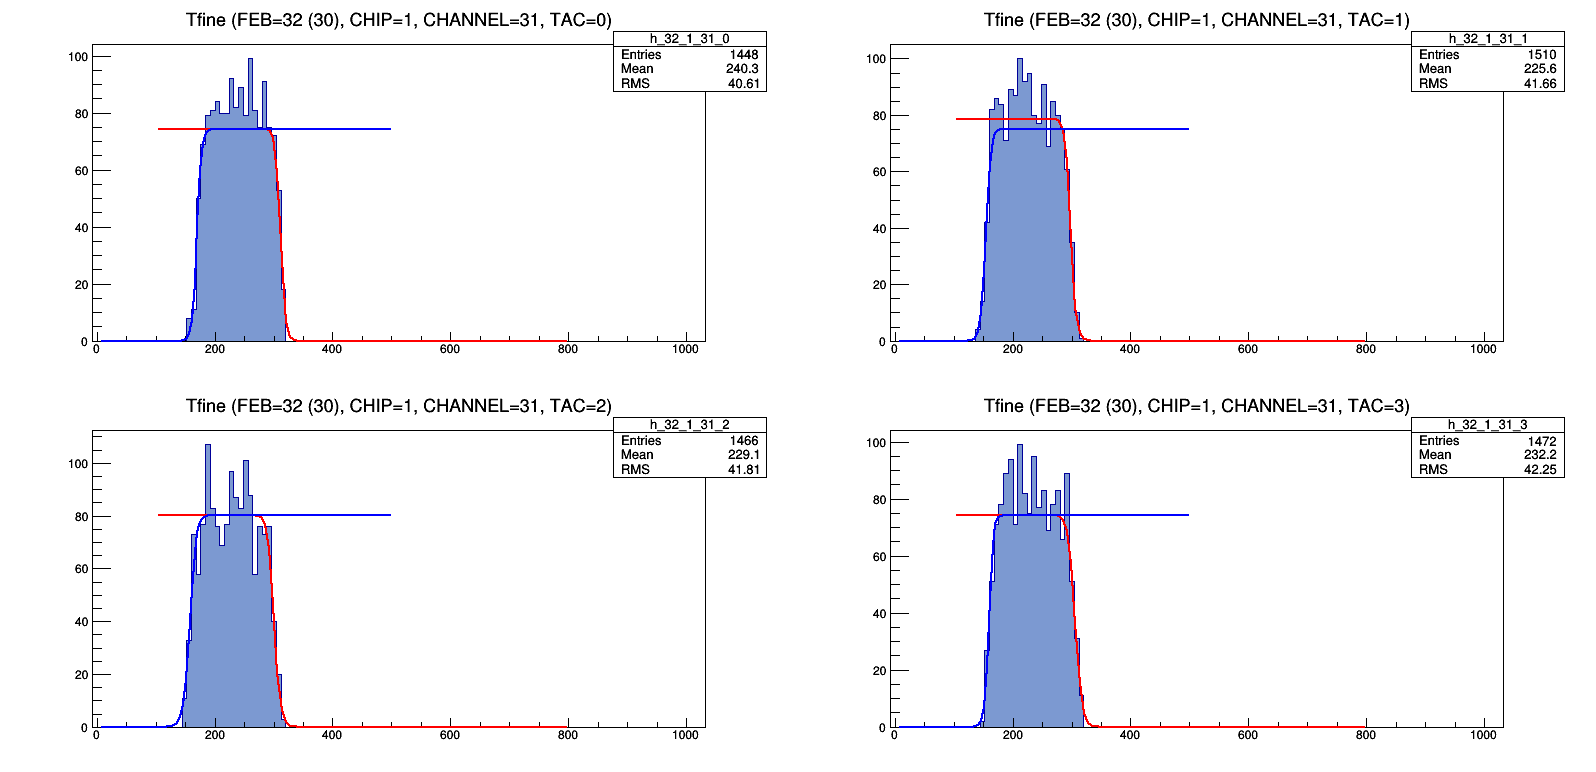 Tfine (FEB=32 (30), CHIP=1, CHANNEL=31, TAC=0)
h_32_1_31_0
Entries 1448
Mean 240.3
RMS 40.61
100
80
60
40
20
0
0 200 400 600 800 1000
Tfine (FEB=32 (30), CHIP=1, CHANNEL=31, TAC=1)
h_32_1_31_1
Entries 1510
Mean 225.6
RMS 41.66
100
80
60
40
20
0
0 200 400 600 800 1000
Tfine (FEB=32 (30), CHIP=1, CHANNEL=31, TAC=2)
h_32_1_31_2
Entries 1466
Mean 229.1
RMS 41.81
100
80
60
40
20
0
0 200 400 600 800 1000
Tfine (FEB=32 (30), CHIP=1, CHANNEL=31, TAC=3)
h_32_1_31_3
Entries 1472
Mean 232.2
RMS 42.25
100
80
60
40
20
0
0 200 400 600 800 1000